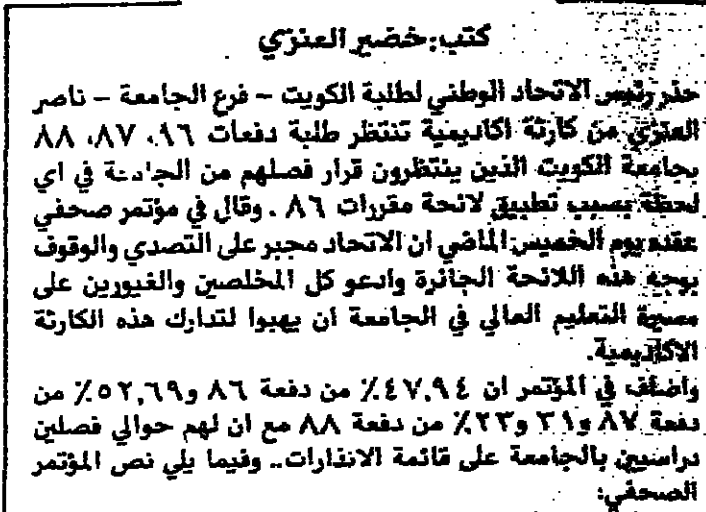 كتب: خضير العنزي
حذر رئيس الاتحاد الوطني لطلبة الكويت – فرع الجامعة – ناصر
العنزي من كارثة اكاديمية تنتظر طلبة دفعات ٩٦، ٨٧، ٨٨
بجامعة الكويت الذين ينتظرون قرار فصلهم من الجامعة في اي
لحظة بسبب تطبيق لائحة مقررات ٨٦. وقال في مؤتمر صحفي
عقده يوم الخميس الماضي ان الاتحاد مجبر على التصدي والوقوف
بوجه هذه اللائحة الجائرة وادعو كل المخلصين والغيورين على
مسيرة التعليم العالي في الجامعة ان يهبوا لتدارك هذه الكارثة
الاكاديمية.
واضاف في المؤتمر ان ٤٧,٩٤٪ من دفعة ٨٦ و٥٢,٦٩٪ من
دفعة ٨٧ و٣١ و٢٣٪ من دفعة ٨٨ مع ان لهم حوالي فصلين
دراسيين بالجامعة على قائمة الانذارات.. وفيما يلي نص المؤتمر
الصحفي: